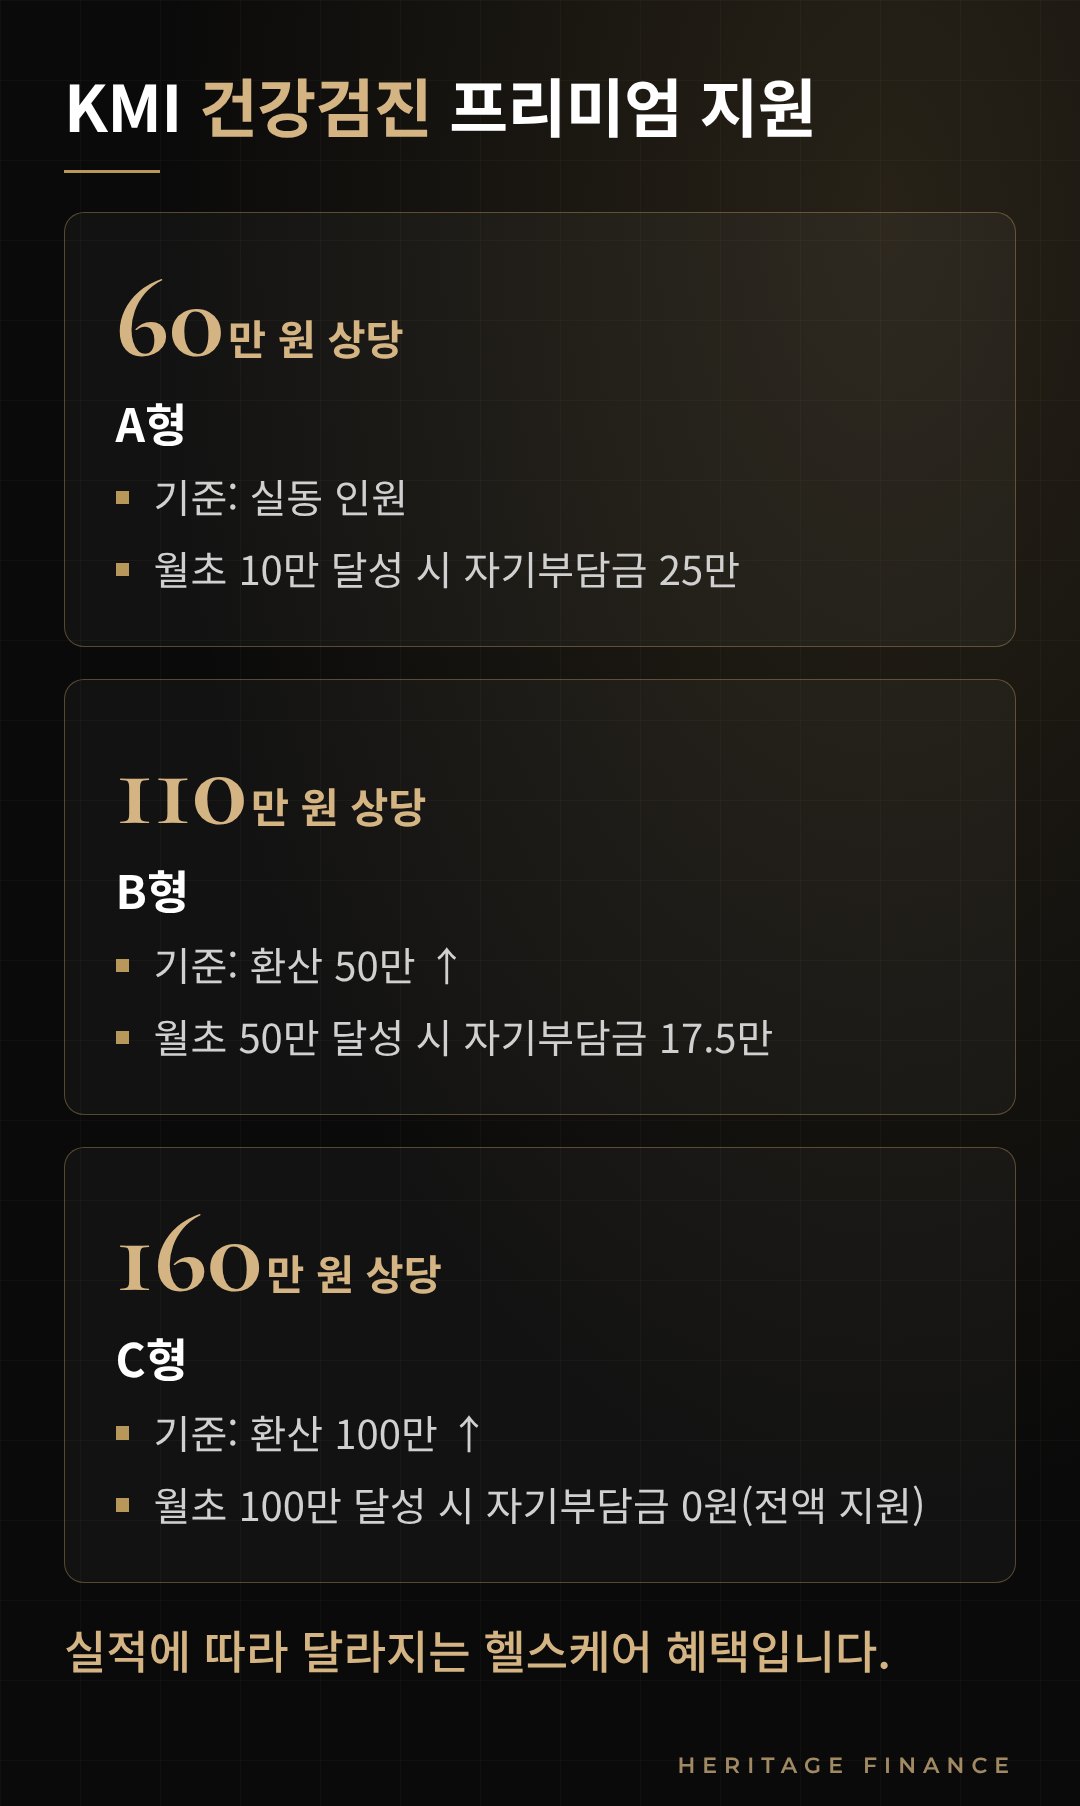 KMI 건강검진 프리미엄 지원
60만 원 상당
A형
기준: 실동 인원
월초 10만 달성 시 자기부담금 25만
110만 원 상당
B형
기준: 환산 50만 ↑
월초 50만 달성 시 자기부담금 17.5만
160만 원 상당
C형
기준: 환산 100만 ↑
월초 100만 달성 시 자기부담금 0원(전액 지원)
실적에 따라 달라지는 헬스케어 혜택입니다.
HERITAGE FINANCE